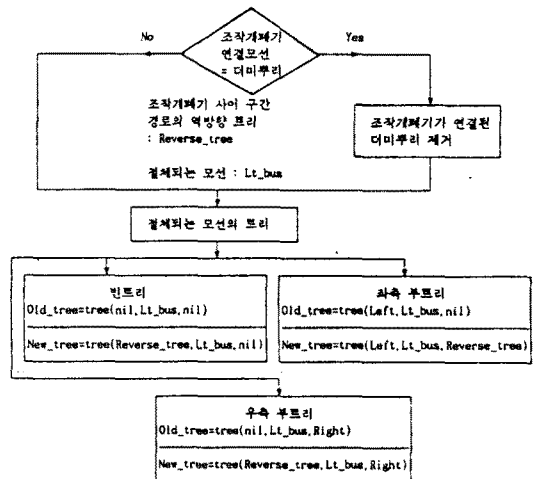 No
조작개폐기
연결모선
= 더미뿌리
Yes
조작개폐기 사이 구간
경로의 역방향 트리
: Reverse_tree
절체되는 모선 : Lt_bus
조작개폐기가 연결된
더미뿌리 제거
절체되는 모선의 트리
빈트리
Old_tree=tree(nil,Lt_bus,nil)
New_tree=tree(Reverse_tree,Lt_bus,nil)
좌측 부트리
Old_tree=tree(Left,Lt_bus,nil)
New_tree=tree(Left,Lt_bus,Reverse_tree)
우측 부트리
Old_tree=tree(nil,Lt_bus,Right)
New_tree=tree(Reverse_tree,Lt_bus,Right)